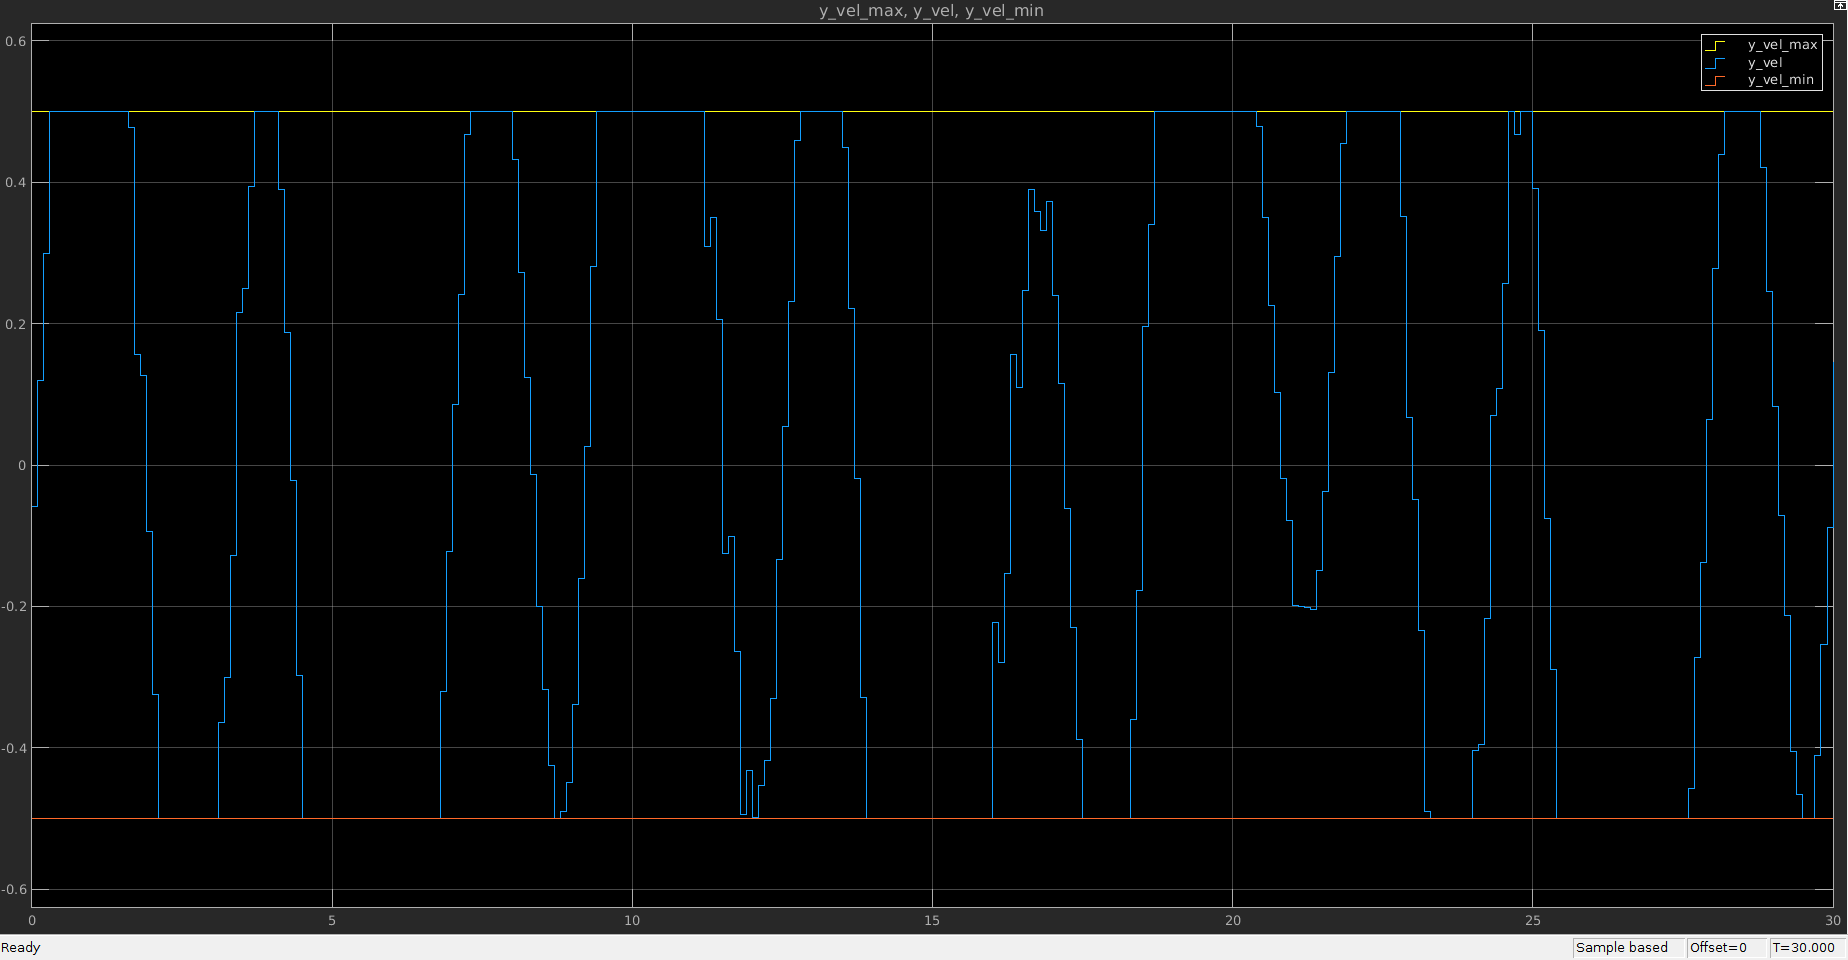 y_vel_max, y_vel, y_vel_min
y_vel_max
y_vel
y_vel_min
0.6
0.4
0.2
0
-0.2
-0.4
-0.6
0 5 10 15 20 25 30
Ready Sample based Offset=0 T=30.000